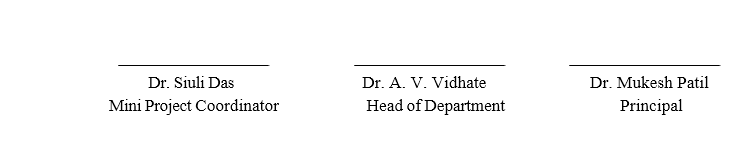 Dr. Siuli Das Dr. A. V. Vidhate Dr. Mukesh Patil
Mini Project Coordinator Head of Department Principal